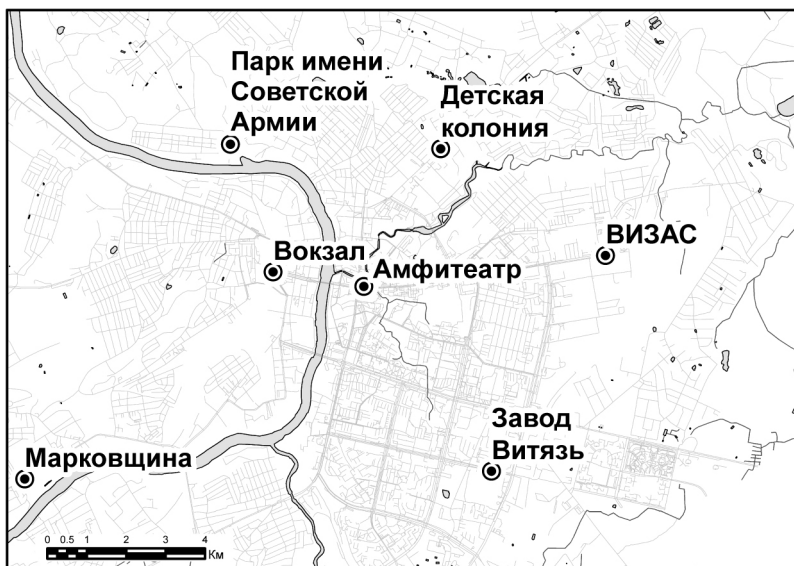 Парк имени
Советской
Армии
Детская
колония
ВИЗАС
Вокзал
Амфитеатр
Завод
Витязь
Марковщина
0 0.5 1 2 3 4
Км